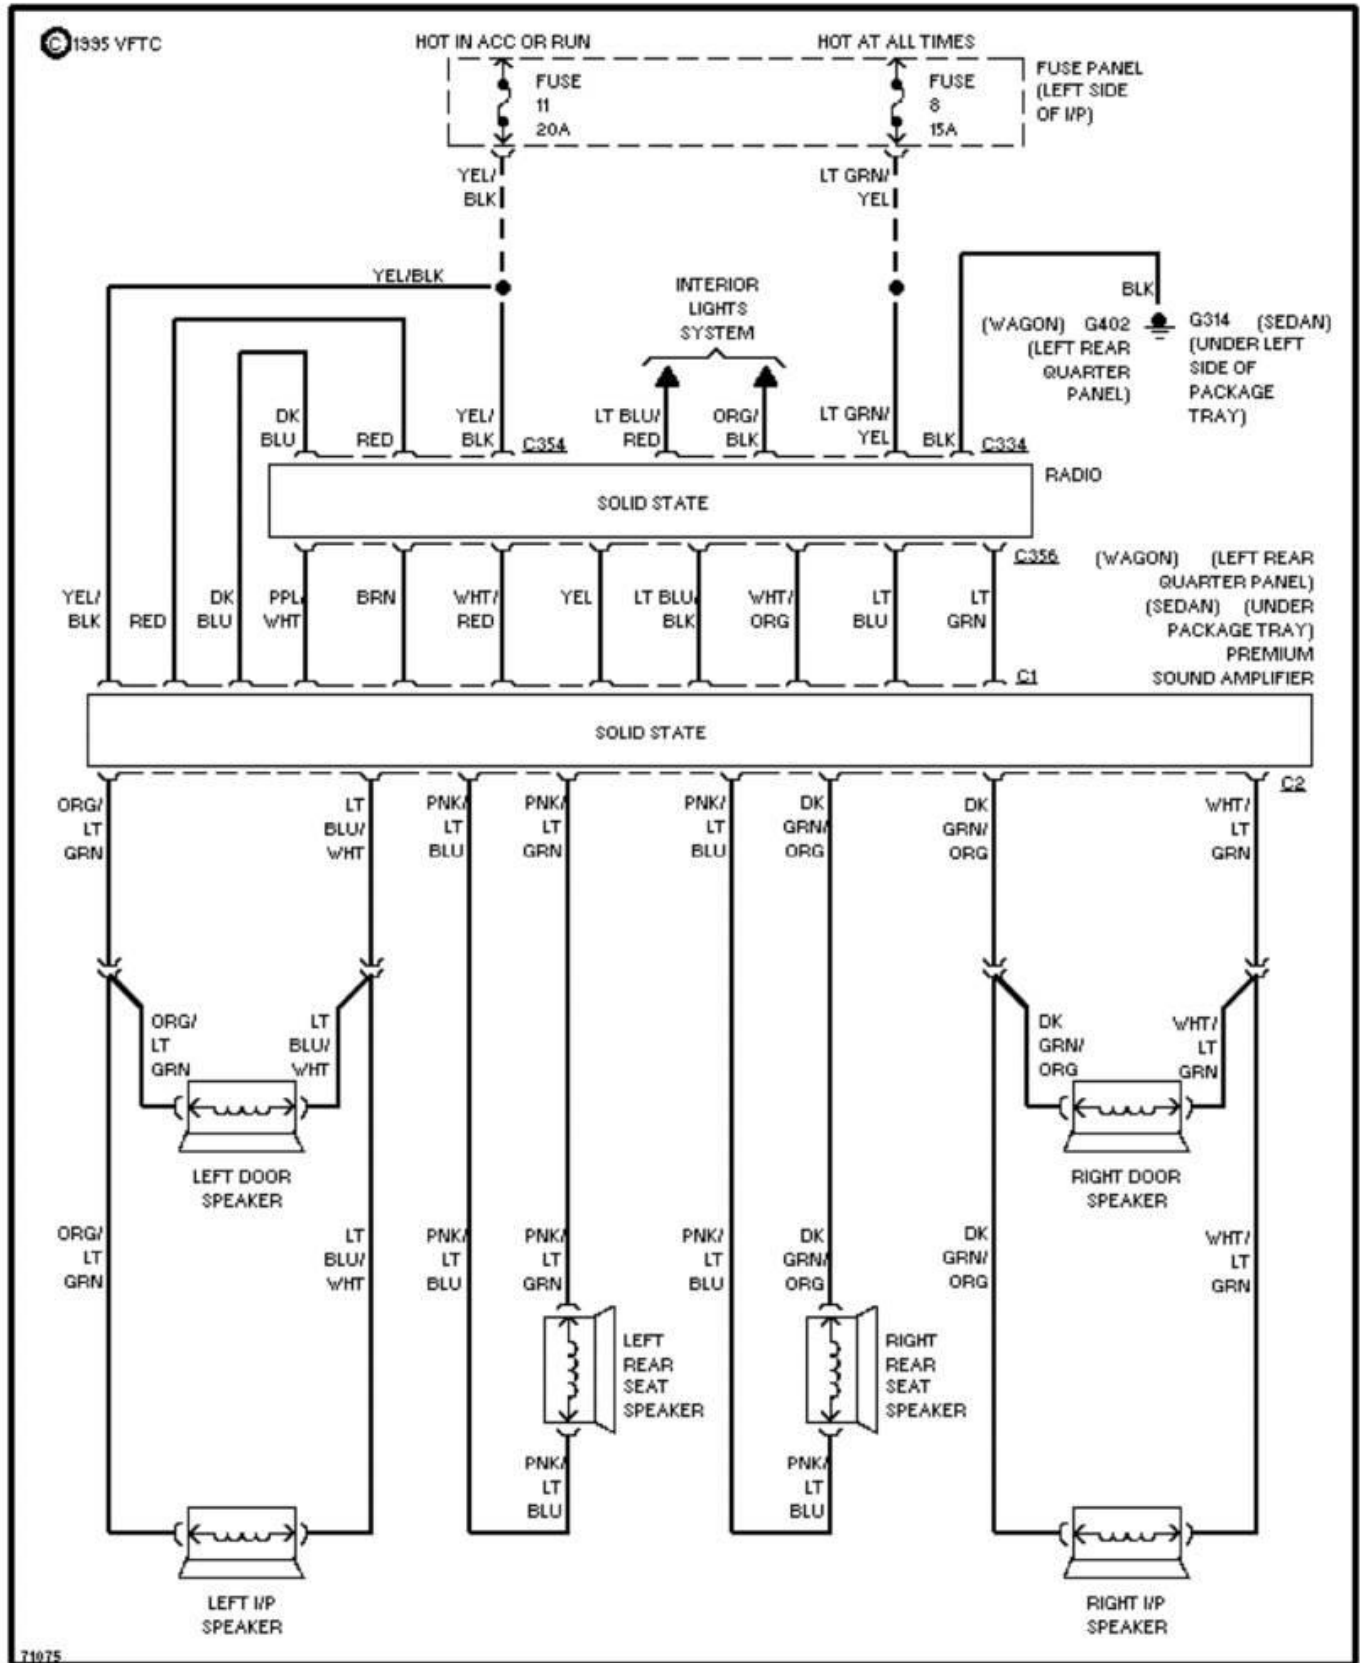 © 1995 VFTC
HOT IN ACC OR RUN
HOT AT ALL TIMES
FUSE
11
20A
FUSE
8
15A
FUSE PANEL
(LEFT SIDE
OF I/P)
YEL/
BLK
LT GRN/
YEL
YEL/BLK
INTERIOR
LIGHTS
SYSTEM
BLK
(WAGON) G402
(LEFT REAR
QUARTER
PANEL)
G314 (SEDAN)
(UNDER LEFT
SIDE OF
PACKAGE
TRAY)
DK
BLU
RED
YEL/
BLK
C354
LT BLU/
RED
ORG/
BLK
LT GRN/
YEL
BLK
C334
SOLID STATE
RADIO
C356
(WAGON) (LEFT REAR
QUARTER PANEL)
(SEDAN) (UNDER
PACKAGE TRAY)
PREMIUM
SOUND AMPLIFIER
YEL/
BLK
RED
DK
BLU
PPL/
WHT
BRN
WHT/
RED
YEL
LT BLU/
BLK
WHT/
ORG
LT
BLU
LT
GRN
C1
SOLID STATE
C2
ORG/
LT
GRN
LT
BLU/
WHT
PNK/
LT
BLU
PNK/
LT
GRN
PNK/
LT
BLU
DK
GRN/
ORG
DK
GRN/
ORG
WHT/
LT
GRN
ORG/
LT
GRN
LT
BLU/
WHT
DK
GRN/
ORG
WHT/
LT
GRN
LEFT DOOR
SPEAKER
RIGHT DOOR
SPEAKER
ORG/
LT
GRN
LT
BLU/
WHT
PNK/
LT
BLU
PNK/
LT
GRN
PNK/
LT
BLU
DK
GRN/
ORG
DK
GRN/
ORG
WHT/
LT
GRN
LEFT
REAR
SEAT
SPEAKER
RIGHT
REAR
SEAT
SPEAKER
PNK/
LT
BLU
PNK/
LT
BLU
LEFT I/P
SPEAKER
RIGHT I/P
SPEAKER
71075